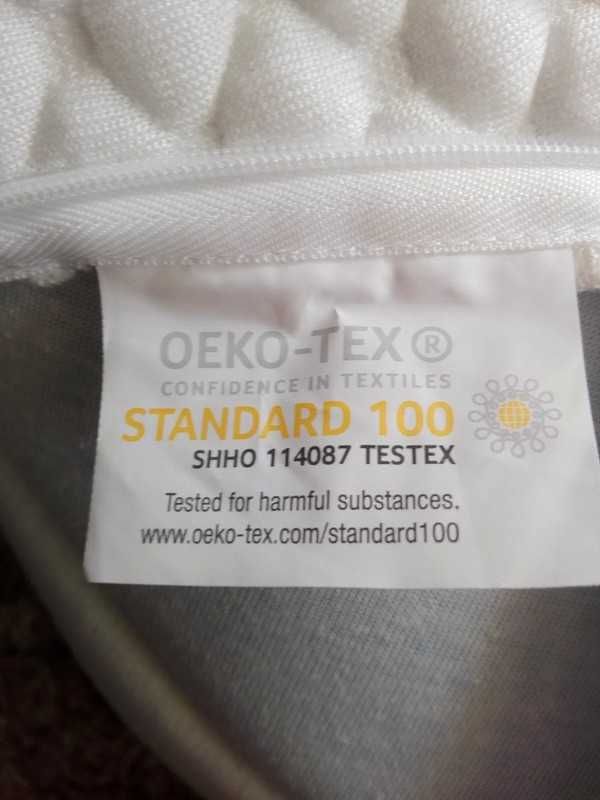 OEKO-TEX®
CONFIDENCE IN TEXTILES
STANDARD 100
SHHO 114087 TESTEX
Tested for harmful substances.
www.oeko-tex.com/standard100